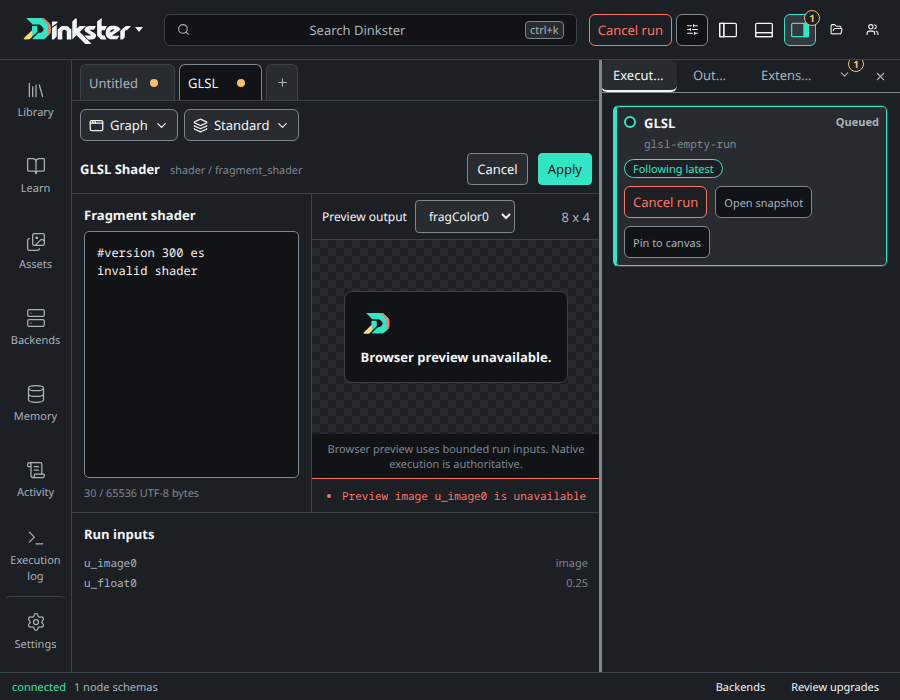 Dinkster
Search Dinkster
ctrl+k
Cancel run
1
Library
Learn
Assets
Backends
Memory
Activity
Execution
log
Settings
Untitled
GLSL
+
Graph
Standard
GLSL Shader
shader / fragment_shader
Cancel
Apply
Fragment shader
#version 300 es
invalid shader
30 / 65536 UTF-8 bytes
Preview output
fragColor0
8 x 4
Browser preview unavailable.
Browser preview uses bounded run inputs. Native
execution is authoritative.
• Preview image u_image0 is unavailable
Run inputs
u_image0
image
u_float0
0.25
Execut...
Out...
Extens...
1
GLSL
Queued
glsl-empty-run
Following latest
Cancel run
Open snapshot
Pin to canvas
connected
1 node schemas
Backends
Review upgrades